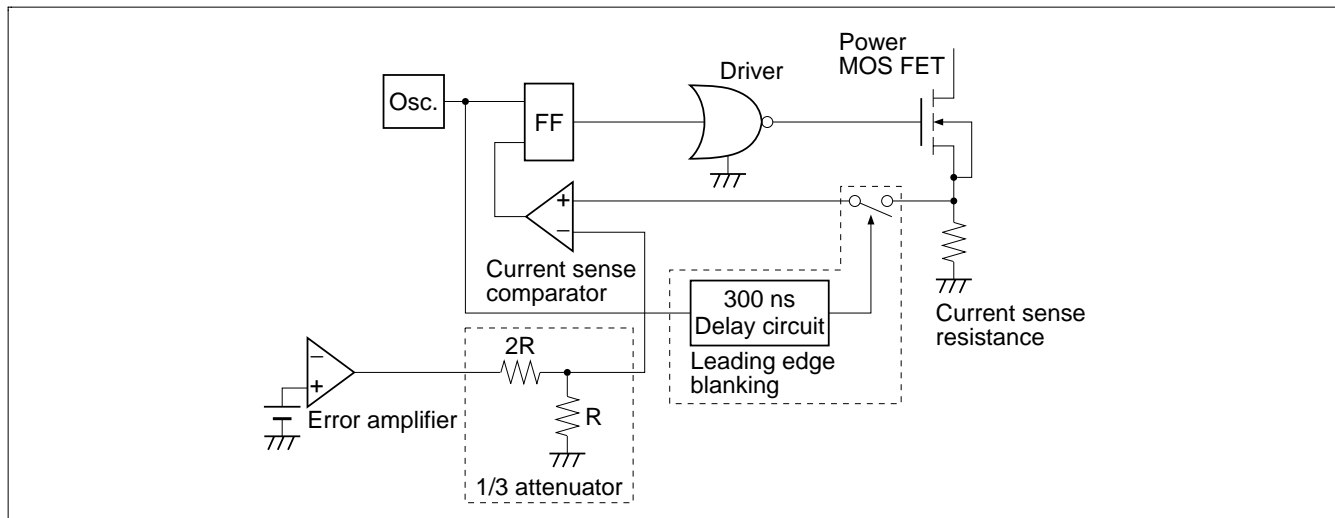 Power
MOS FET
Driver
Osc.
FF
+
−
Current sense
comparator
300 ns
Delay circuit
Leading edge
blanking
Current sense
resistance
2R
R
−
+
Error amplifier
1/3 attenuator